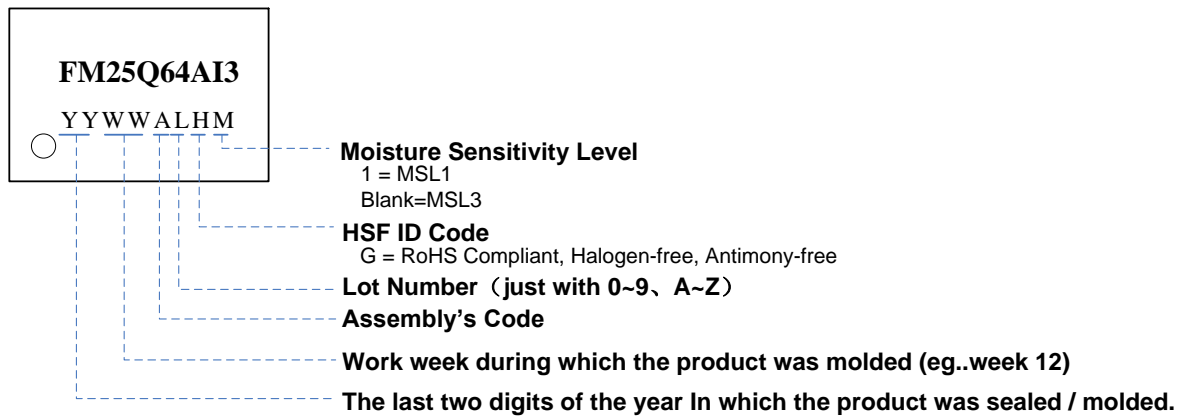 FM25Q64AI3
YYWWALHM
Moisture Sensitivity Level
1 = MSL1
Blank=MSL3
HSF ID Code
G = RoHS Compliant, Halogen-free, Antimony-free
Lot Number（just with 0~9、A~Z）
Assembly’s Code
Work week during which the product was molded (eg..week 12)
The last two digits of the year In which the product was sealed / molded.